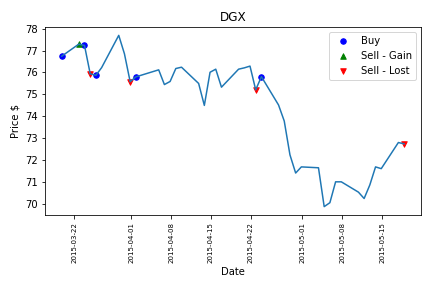 DGX
Buy
Sell - Gain
Sell - Lost
Price $
78
77
76
75
74
73
72
71
70
2015-03-22
2015-04-01
2015-04-08
2015-04-15
2015-04-22
2015-05-01
2015-05-08
2015-05-15
Date